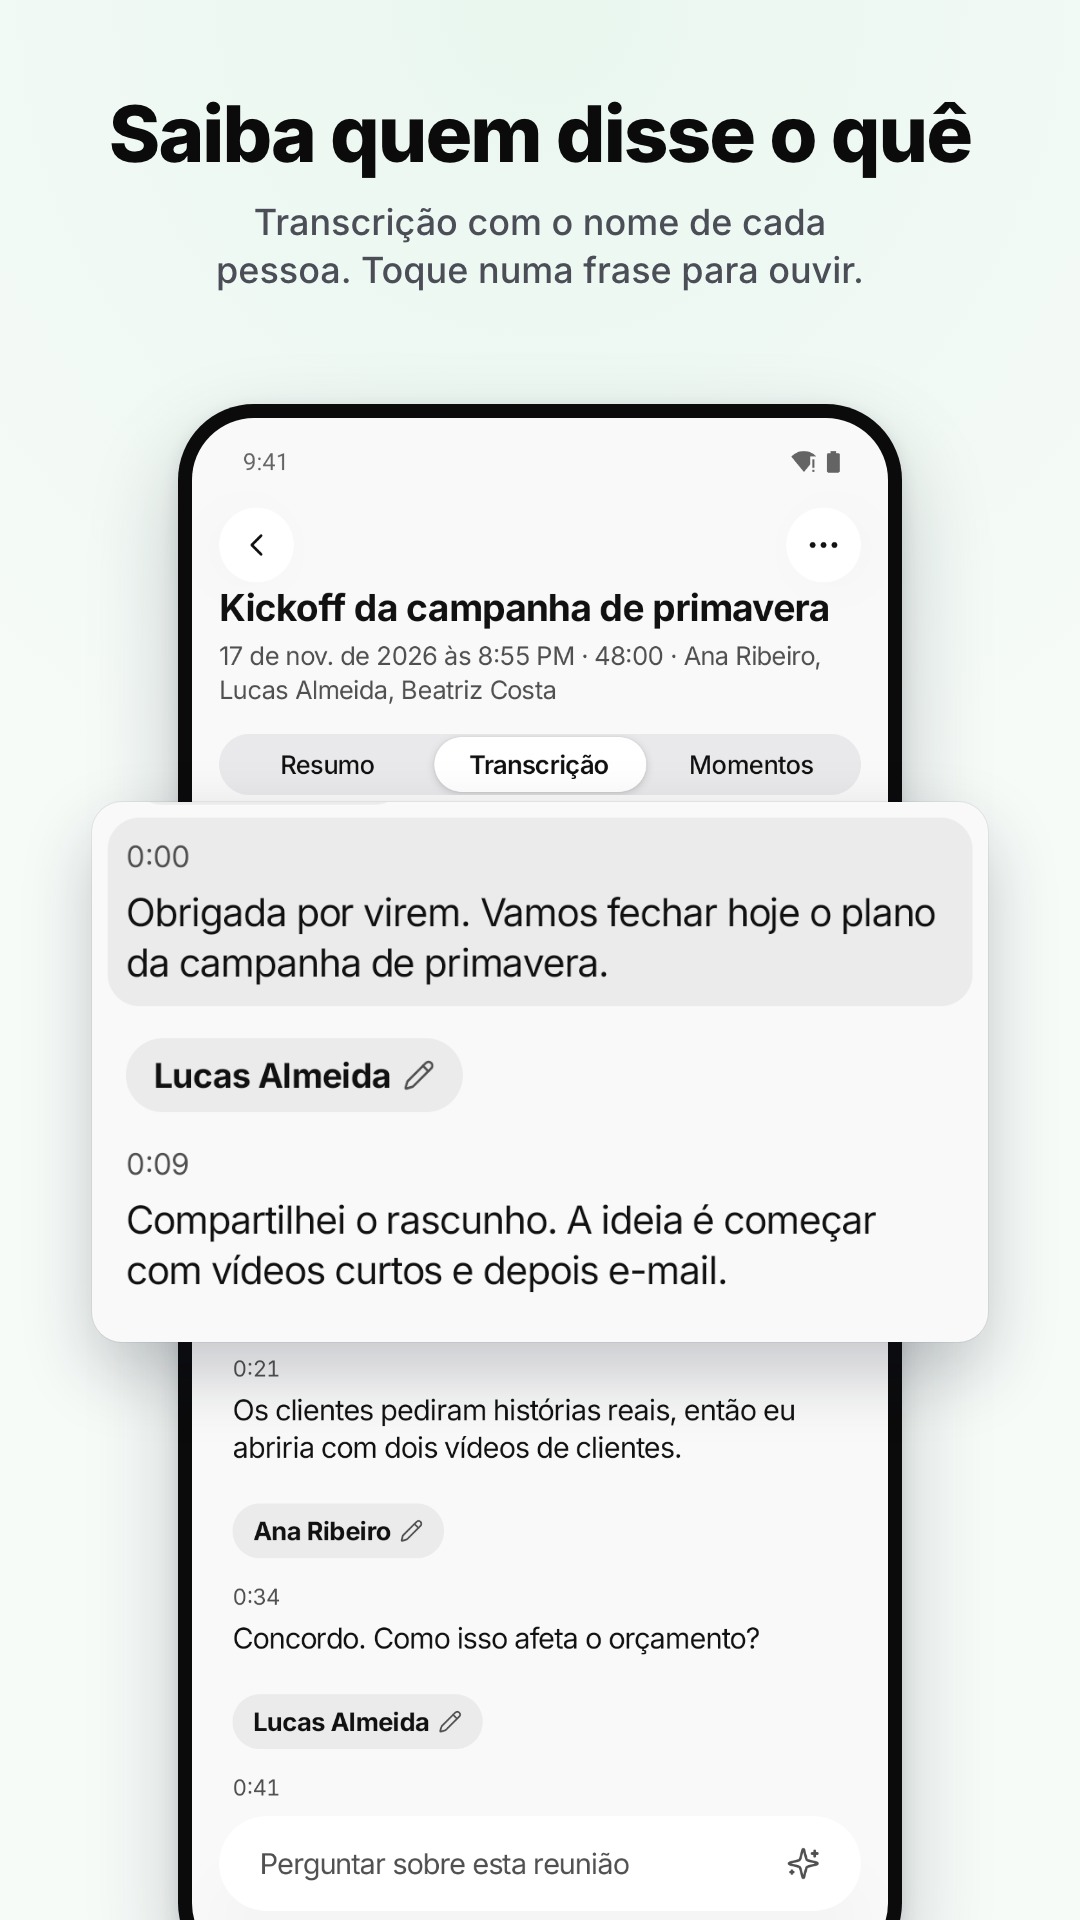 Saiba quem disse o quê
Transcrição com o nome de cada
pessoa. Toque numa frase para ouvir.
9:41
Kickoff da campanha de primavera
17 de nov. de 2026 às 8:55 PM · 48:00 · Ana Ribeiro,
Lucas Almeida, Beatriz Costa
Resumo
Transcrição
Momentos
0:00
Obrigada por virem. Vamos fechar hoje o plano
da campanha de primavera.
Lucas Almeida
0:09
Compartilhei o rascunho. A ideia é começar
com vídeos curtos e depois e-mail.
0:21
Os clientes pediram histórias reais, então eu
abriria com dois vídeos de clientes.
Ana Ribeiro
0:34
Concordo. Como isso afeta o orçamento?
Lucas Almeida
0:41
Perguntar sobre esta reunião